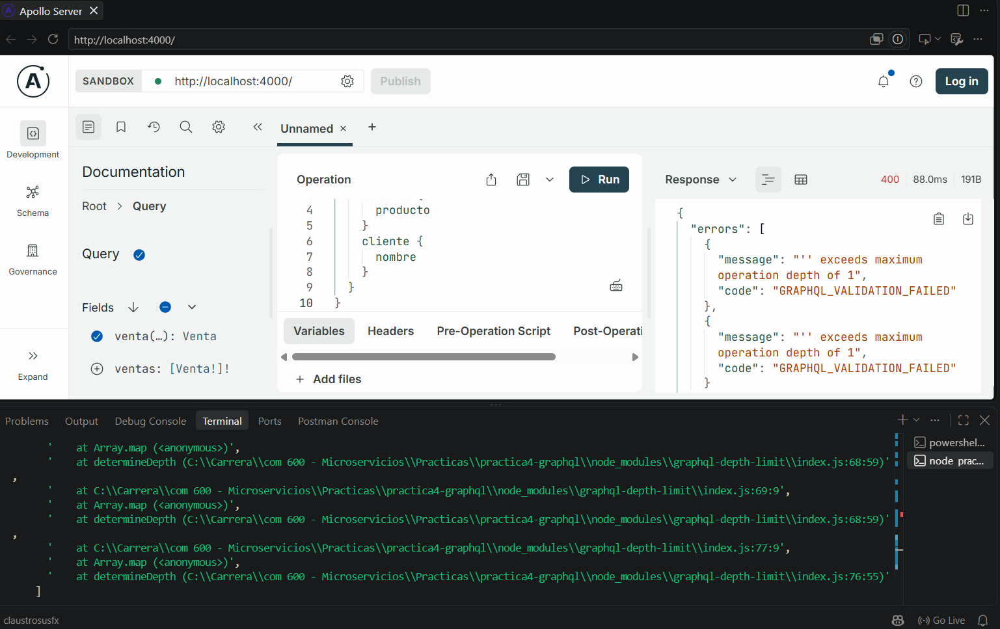 Apollo Server
http://localhost:4000/
SANDBOX
http://localhost:4000/
Publish
Log in
Unnamed
Development
Schema
Governance
Expand
Documentation
Root > Query
Query
Fields
venta(…): Venta
ventas: [Venta!]!
Operation
Run
4 producto
5 }
6 cliente {
7 nombre
8 }
9 }
10 }
Variables Headers Pre-Operation Script Post-Operati
+ Add files
Response
400 88.0ms 191B
{
"errors": [
{
"message": "'' exceeds maximum
operation depth of 1",
"code": "GRAPHQL_VALIDATION_FAILED"
},
{
"message": "'' exceeds maximum
operation depth of 1",
"code": "GRAPHQL_VALIDATION_FAILED"
}
Problems Output Debug Console Terminal Ports Postman Console
'    at Array.map (<anonymous>)',
'    at determineDepth (C:\\Carrera\\com 600 - Microservicios\\Practicas\\practica4-graphql\\node_modules\\graphql-depth-limit\\index.js:68:59)'
,
'    at C:\\Carrera\\com 600 - Microservicios\\Practicas\\practica4-graphql\\node_modules\\graphql-depth-limit\\index.js:69:9',
'    at Array.map (<anonymous>)',
'    at determineDepth (C:\\Carrera\\com 600 - Microservicios\\Practicas\\practica4-graphql\\node_modules\\graphql-depth-limit\\index.js:68:59)'
,
'    at C:\\Carrera\\com 600 - Microservicios\\Practicas\\practica4-graphql\\node_modules\\graphql-depth-limit\\index.js:77:9',
'    at Array.map (<anonymous>)',
'    at determineDepth (C:\\Carrera\\com 600 - Microservicios\\Practicas\\practica4-graphql\\node_modules\\graphql-depth-limit\\index.js:76:55)'
]
powershel...
node prac...
claustrosusfx
Go Live